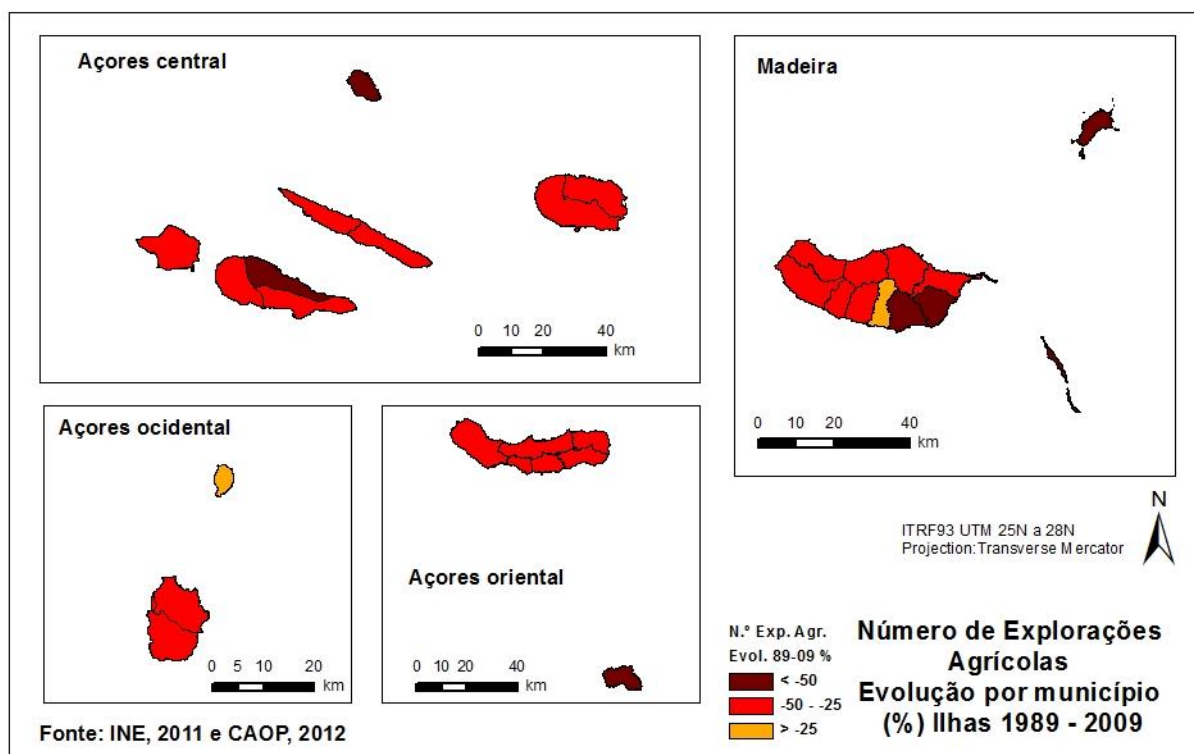 Açores central
0 10 20 40
km
Madeira
0 10 20 40
km
Açores ocidental
0 5 10 20
km
Açores oriental
0 10 20 40
km
N
ITRF93 UTM 25N a 28N
Projection:Transverse Mercator
N.º Exp. Agr.
Evol. 89-09 %
< -50
-50 - -25
> -25
Número de Explorações
Agrícolas
Evolução por município
(%) Ilhas 1989 - 2009
Fonte: INE, 2011 e CAOP, 2012